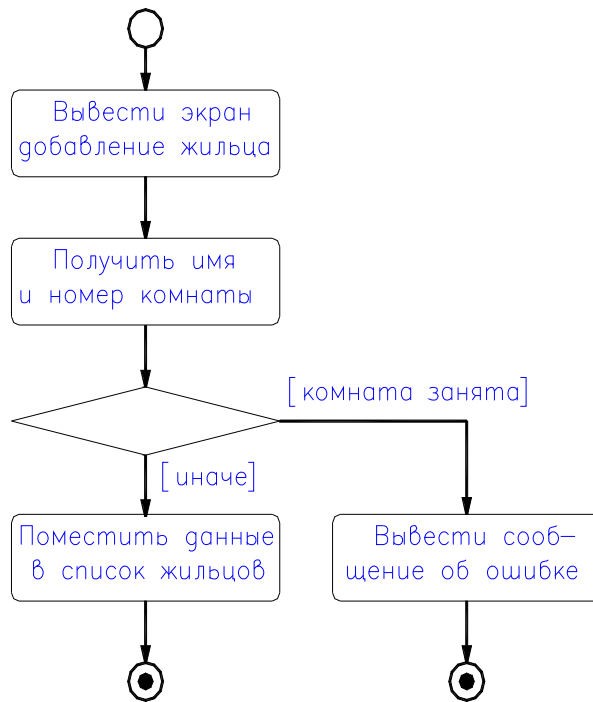 Вывести экран
добавление жильца
Получить имя
и номер комнаты
[комната занята]
[иначе]
Поместить данные
в список жильцов
Вывести сооб-
щение об ошибке